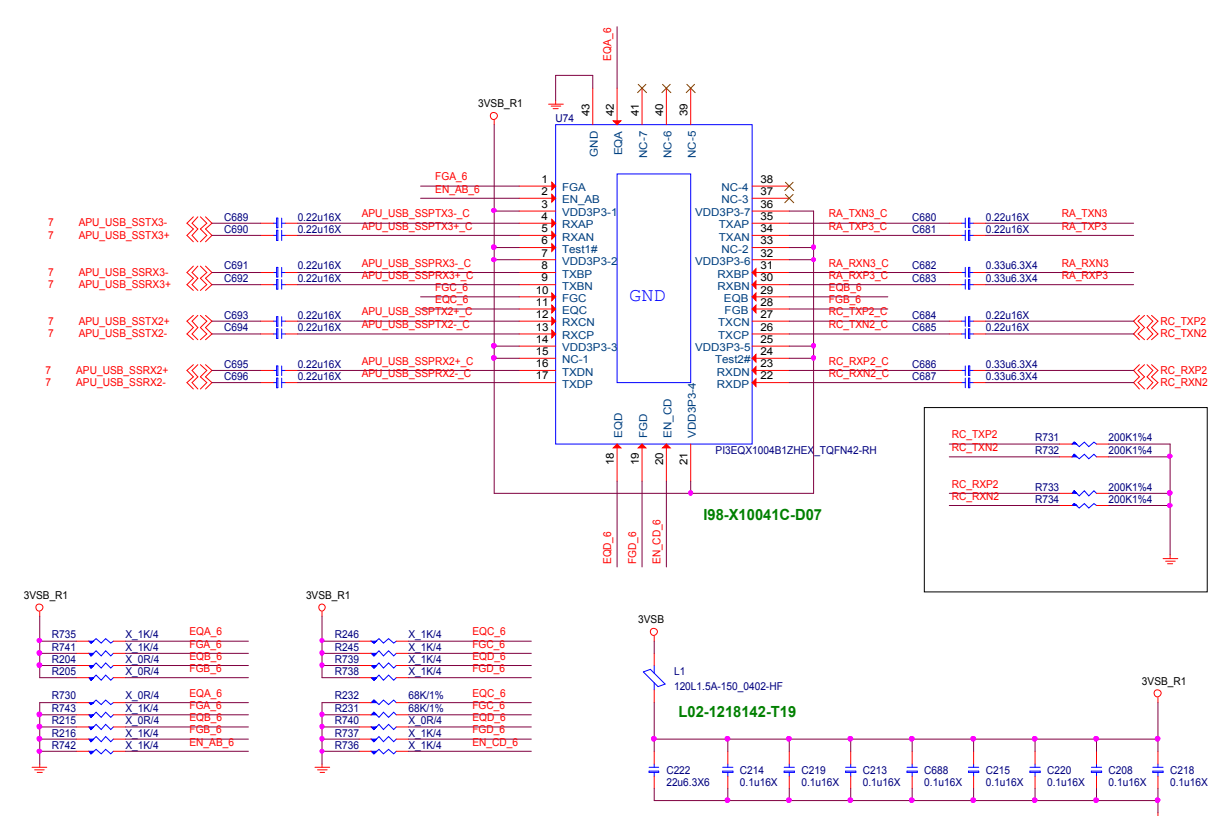 EQA_6
3VSB_R1
43
42
41
40
39
U74
GND
EQA
NC-7
NC-6
NC-5
FGA_6
1
FGA
NC-4
38
EN_AB_6
2
EN_AB
NC-3
37
3
VDD3P3-1
VDD3P3-7
36
7
APU_USB_SSTX3-
C689
0.22u16X
APU_USB_SSPTX3-_C
4
RXAP
TXAP
35
RA_TXN3_C
C680
0.22u16X
RA_TXN3
7
APU_USB_SSTX3+
C690
0.22u16X
APU_USB_SSPTX3+_C
5
RXAN
TXAN
34
RA_TXP3_C
C681
0.22u16X
RA_TXP3
6
Test1#
NC-2
33
7
VDD3P3-2
VDD3P3-6
32
7
APU_USB_SSRX3-
C691
0.22u16X
APU_USB_SSPRX3-_C
8
TXBP
RXBP
31
RA_RXN3_C
C682
0.33u6.3X4
RA_RXN3
7
APU_USB_SSRX3+
C692
0.22u16X
APU_USB_SSPRX3+_C
9
TXBN
RXBN
30
RA_RXP3_C
C683
0.33u6.3X4
RA_RXP3
FGC_6
10
FGC
EQB
29
EQB_6
EQC_6
11
EQC
FGB
28
FGB_6
7
APU_USB_SSTX2+
C693
0.22u16X
APU_USB_SSPTX2+_C
12
RXCN
TXCN
27
RC_TXP2_C
C684
0.22u16X
RC_TXP2
7
APU_USB_SSTX2-
C694
0.22u16X
APU_USB_SSPTX2-_C
13
RXCP
TXCP
26
RC_TXN2_C
C685
0.22u16X
RC_TXN2
14
VDD3P3-3
VDD3P3-5
25
15
NC-1
Test2#
24
7
APU_USB_SSRX2+
C695
0.22u16X
APU_USB_SSPRX2+_C
16
TXDN
RXDN
23
RC_RXP2_C
C686
0.33u6.3X4
RC_RXP2
7
APU_USB_SSRX2-
C696
0.22u16X
APU_USB_SSPRX2-_C
17
TXDP
RXDP
22
RC_RXN2_C
C687
0.33u6.3X4
RC_RXN2
GND
EQD
FGD
EN_CD
VDD3P3-4
18
19
20
21
PI3EQX1004B1ZHEX_TQFN42-RH
I98-X10041C-D07
EQD_6
FGD_6
EN_CD_6
RC_TXP2
R731
200K1%4
RC_TXN2
R732
200K1%4
RC_RXP2
R733
200K1%4
RC_RXN2
R734
200K1%4
3VSB_R1
R735
X_1K/4
EQA_6
R741
X_1K/4
FGA_6
R204
X_0R/4
EQB_6
R205
X_0R/4
FGB_6
R730
X_0R/4
EQA_6
R743
X_1K/4
FGA_6
R215
X_0R/4
EQB_6
R216
X_1K/4
FGB_6
R742
X_1K/4
EN_AB_6
3VSB_R1
R246
X_1K/4
EQC_6
R245
X_1K/4
FGC_6
R739
X_1K/4
EQD_6
R738
X_1K/4
FGD_6
R232
68K/1%
EQC_6
R231
68K/1%
FGC_6
R740
X_0R/4
EQD_6
R737
X_1K/4
FGD_6
R736
X_1K/4
EN_CD_6
3VSB
L1
120L1.5A-150_0402-HF
L02-1218142-T19
3VSB_R1
C222
22u6.3X6
C214
0.1u16X
C219
0.1u16X
C213
0.1u16X
C688
0.1u16X
C215
0.1u16X
C220
0.1u16X
C208
0.1u16X
C218
0.1u16X